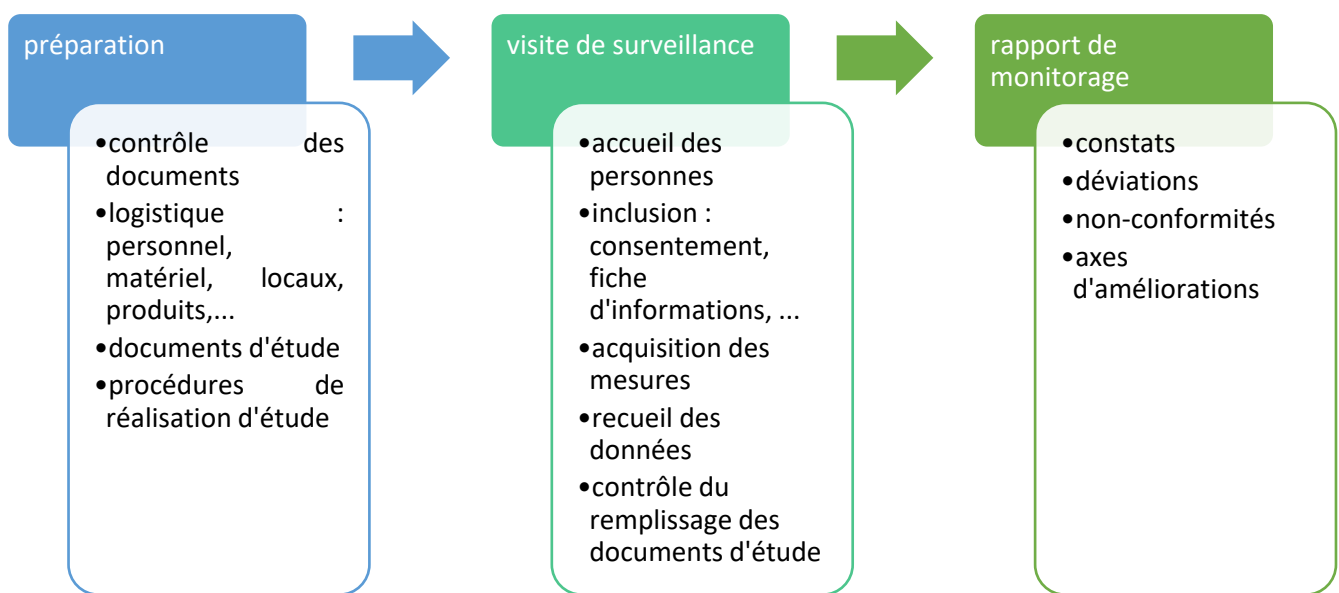 préparation
•contrôle des
documents
•logistique :
personnel,
matériel, locaux,
produits,...
•documents d'étude
•procédures de
réalisation d'étude
visite de surveillance
•accueil des
personnes
•inclusion :
consentement,
fiche
d'informations, ...
•acquisition des
mesures
•recueil des
données
•contrôle du
remplissage des
documents d'étude
rapport de
monitorage
•constats
•déviations
•non-conformités
•axes
d'améliorations